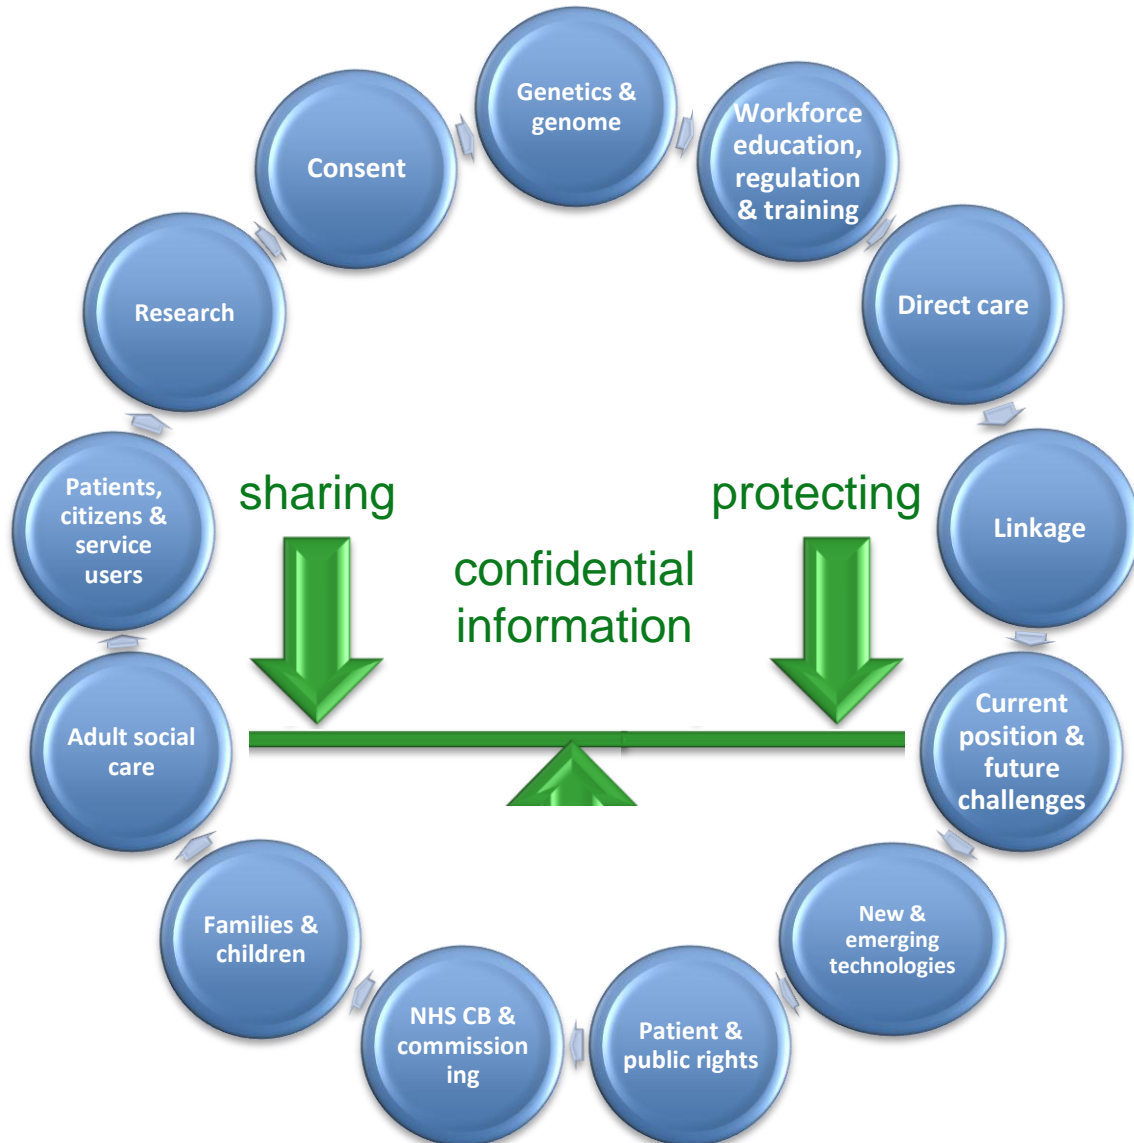 Genetics &
genome
Workforce
education,
regulation
& training
Direct care
Linkage
Current
position &
future
challenges
New &
emerging
technologies
Patient &
public rights
NHS CB &
commission
ing
Families &
children
Adult social
care
Patients,
citizens &
service
users
Research
Consent
sharing
protecting
confidential
information